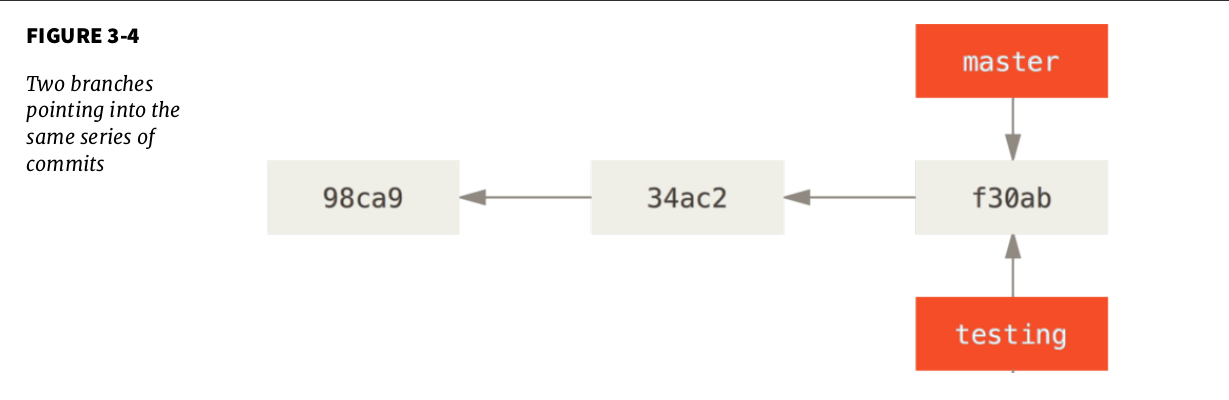 FIGURE 3-4
Two branches
pointing into the
same series of
commits
master
98ca9
34ac2
f30ab
testing